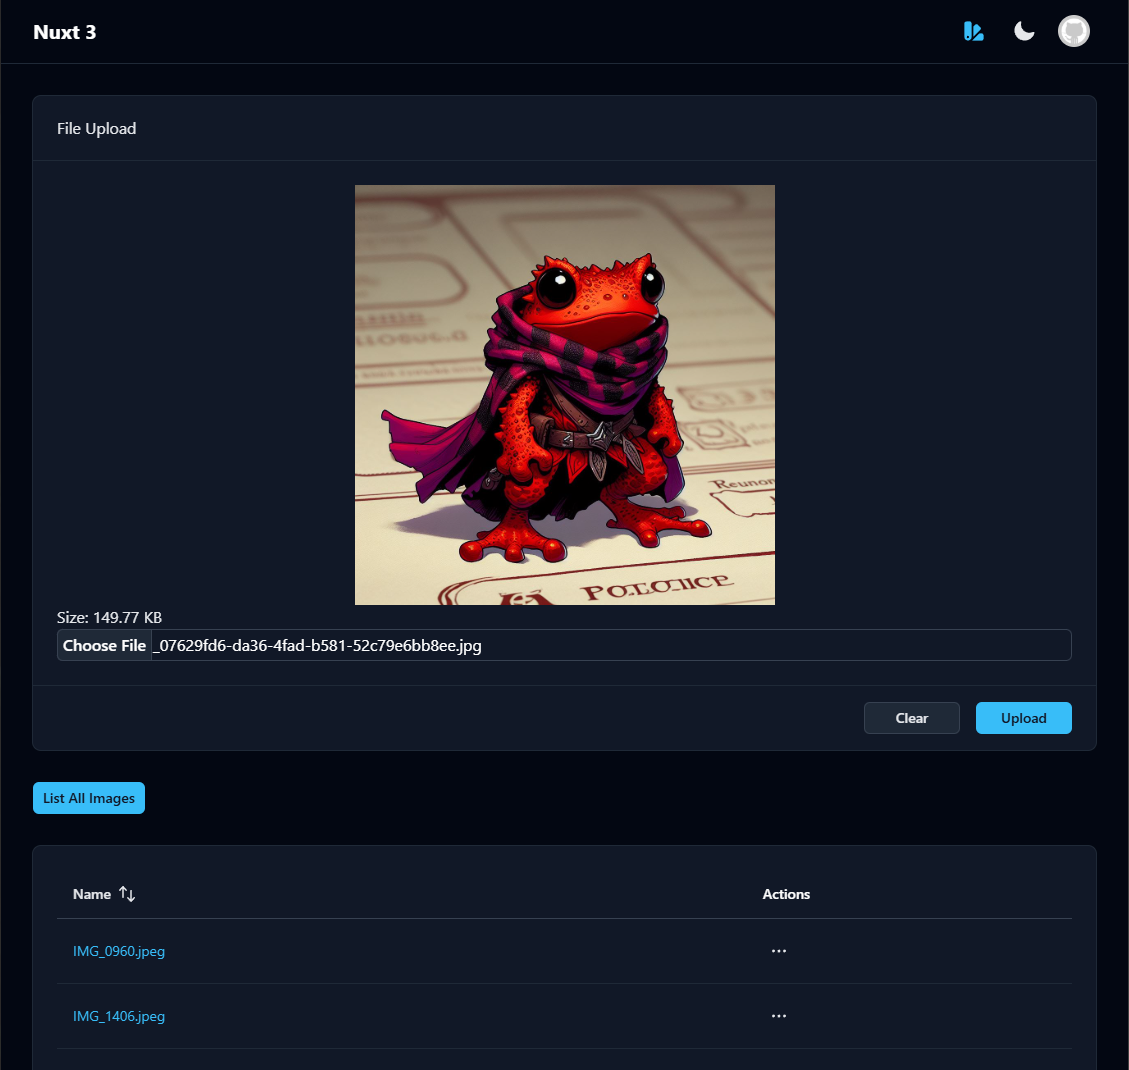 Nuxt 3
File Upload
Size: 149.77 KB
Choose File _07629fd6-da36-4fad-b581-52c79e6bb8ee.jpg
Clear Upload
List All Images
Name Actions
IMG_0960.jpeg
IMG_1406.jpeg